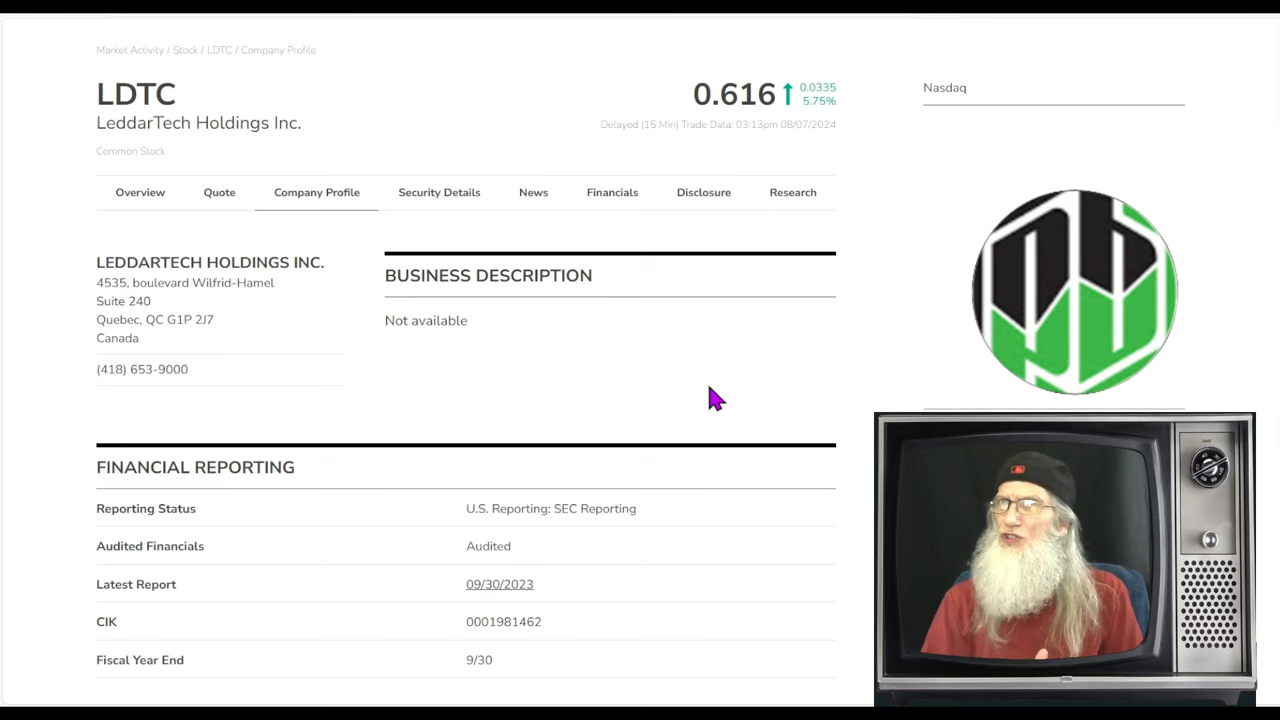 Market Activity / Stock / LDTC / Company Profile
LDTC
0.616
0.0335
5.75%
LeddarTech Holdings Inc.
Delayed (15 Min) Trade Data: 03:13pm 08/07/2024
Common Stock
Nasdaq
Overview Quote Company Profile Security Details News Financials Disclosure Research
LEDDARTECH HOLDINGS INC.
4535, boulevard Wilfrid-Hamel
Suite 240
Quebec, QC G1P 2J7
Canada
(418) 653-9000
BUSINESS DESCRIPTION
Not available
FINANCIAL REPORTING
Reporting Status U.S. Reporting: SEC Reporting
Audited Financials Audited
Latest Report 09/30/2023
CIK 0001981462
Fiscal Year End 9/30